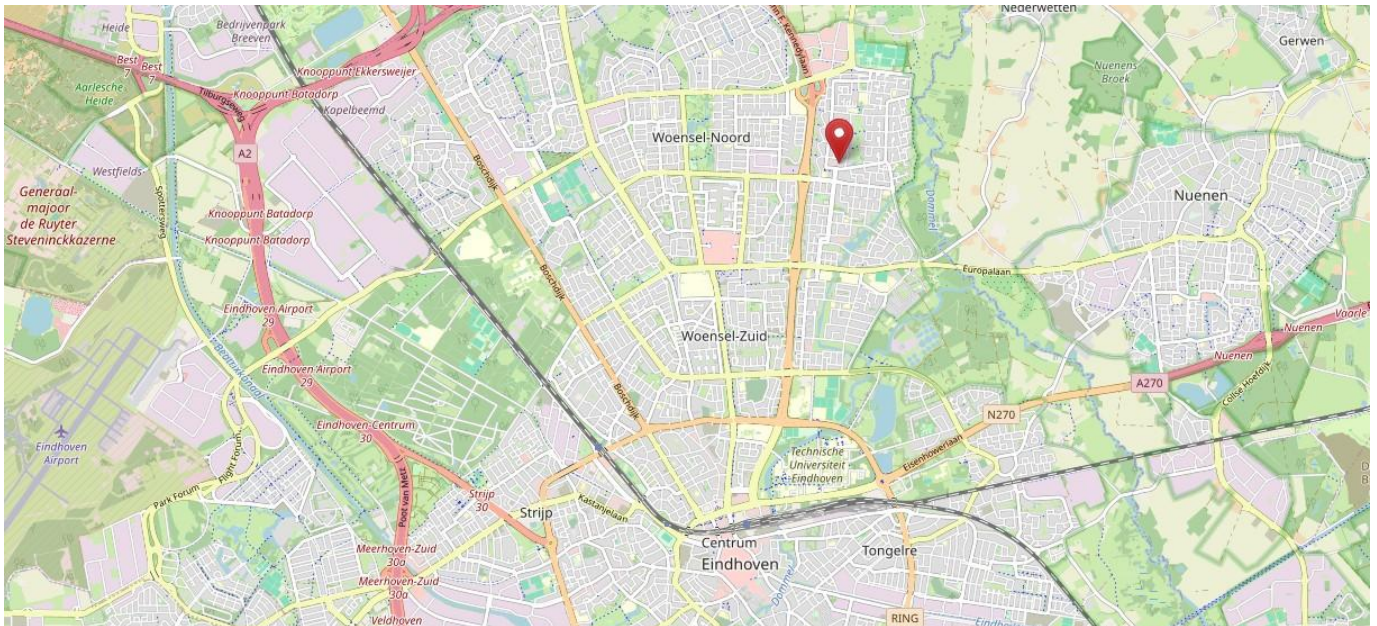 Heide
Bedrijvenpark
Breeven
Nederwetten
Gerwen
Best
7
Best
7
Knooppunt Ekkersweijer
Aarlesche
Heide
Tilburgseweg
Knooppunt Batadorp
Kapelbeemd
Nuenens
Broek
Woensel-Noord
A2
Boschdijk
Westfields
Generaal-
majoor
de Ruyter
Steveninckkazerne
Spottersweg
Knooppunt Batadorp
Knooppunt Batadorp
Dommel
Nuenen
Boschdijk
Europalaan
Eindhoven Airport
29
Woensel-Zuid
Nuenen
Vaarle
Nuenen
Beatrixkanaal
Eindhoven Airport
29
Boschdijk
A270
Collse Hoefdijk
N270
Eindhoven-Centrum
30
Eindhoven
Airport
Flight Forum
Technische
Universiteit
Eindhoven
Eisenhowerlaan
Park Forum
Poot van Metz
Strijp
30
Kastanjelaan
Strijp
Centrum
Eindhoven
Tongelre
Meerhoven-Zuid
30a
Meerhoven-Zuid
30a
Dommel
Veldhoven
RING